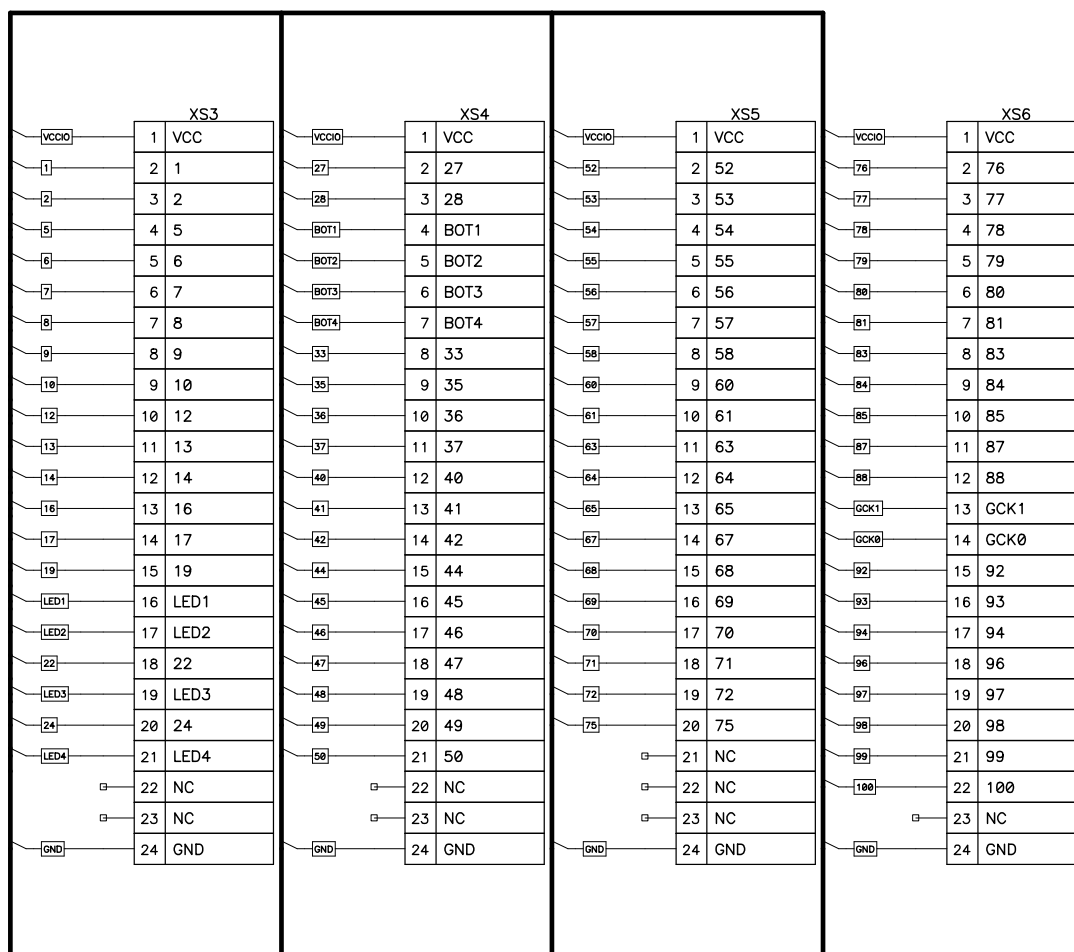 XS3 XS4 XS5 XS6
VCCIO 1 VCC VCCIO 1 VCC VCCIO 1 VCC VCCIO 1 VCC
1 2 1 27 2 27 52 2 52 76 2 76
2 3 2 28 3 28 53 3 53 77 3 77
5 4 5 BOT1 4 BOT1 54 4 54 78 4 78
6 5 6 BOT2 5 BOT2 55 5 55 79 5 79
7 6 7 BOT3 6 BOT3 56 6 56 80 6 80
8 7 8 BOT4 7 BOT4 57 7 57 81 7 81
9 8 9 33 8 33 58 8 58 83 8 83
10 9 10 35 9 35 60 9 60 84 9 84
12 10 12 36 10 36 61 10 61 85 10 85
13 11 13 37 11 37 63 11 63 87 11 87
14 12 14 40 12 40 64 12 64 88 12 88
16 13 16 41 13 41 65 13 65 GCK1 13 GCK1
17 14 17 42 14 42 67 14 67 GCK0 14 GCK0
19 15 19 44 15 44 68 15 68 92 15 92
LED1 16 LED1 45 16 45 69 16 69 93 16 93
LED2 17 LED2 46 17 46 70 17 70 94 17 94
22 18 22 47 18 47 71 18 71 96 18 96
LED3 19 LED3 48 19 48 72 19 72 97 19 97
24 20 24 49 20 49 75 20 75 98 20 98
LED4 21 LED4 50 21 50 21 NC 99 21 99
22 NC 22 NC 22 NC 100 22 100
23 NC 23 NC 23 NC 23 NC
GND 24 GND GND 24 GND GND 24 GND GND 24 GND